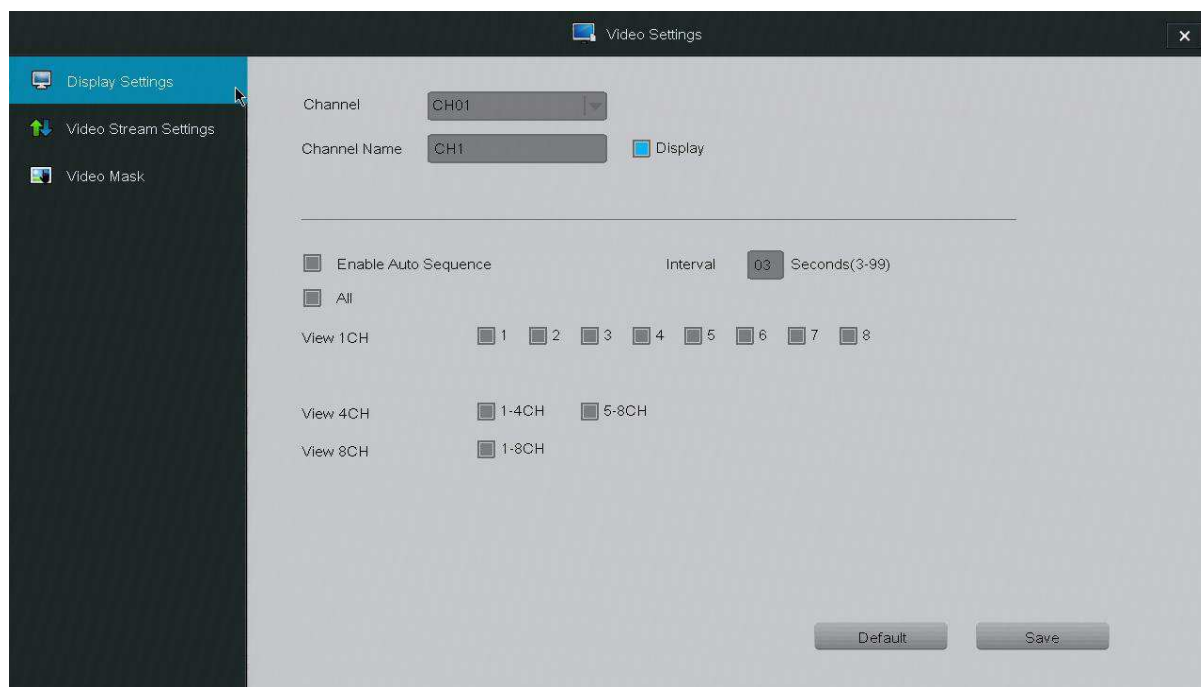 Video Settings
Display Settings
Video Stream Settings
Video Mask
Channel CH01
Channel Name CH1 Display
Enable Auto Sequence Interval 03 Seconds(3-99)
All
View 1CH 1 2 3 4 5 6 7 8
View 4CH 1-4CH 5-8CH
View 8CH 1-8CH
Default Save